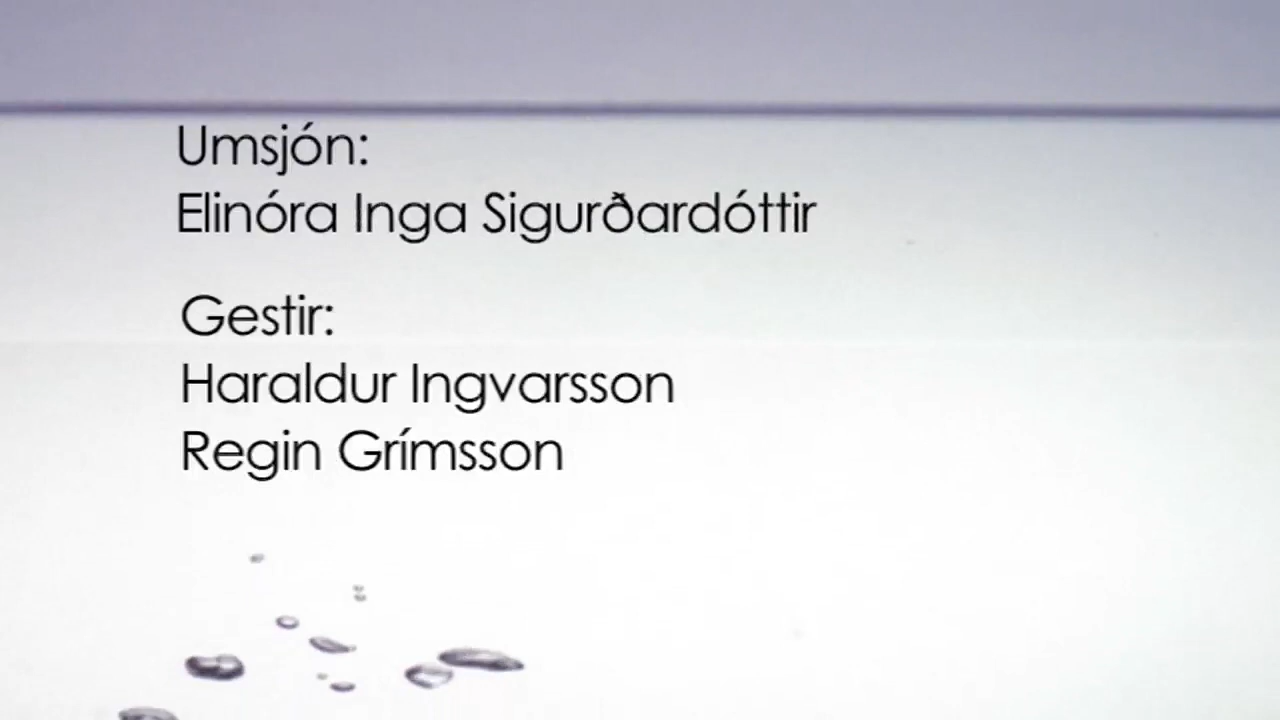 Umsjón:
Elinóra Inga Sigurðardóttir
Gestir:
Haraldur Ingvarsson
Regin Grímsson